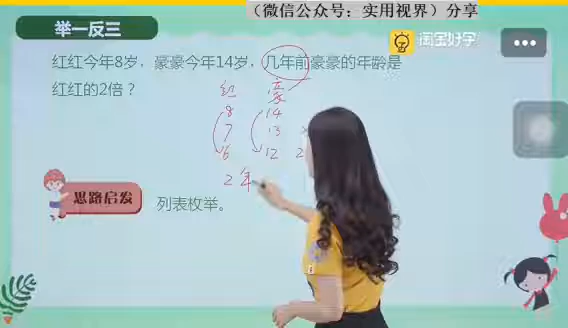 （微信公众号：实用视界）分享
举一反三
淘宝好学
红红今年8岁，豪豪今年14岁，几年前豪豪的年龄是
红红的2倍？
红 豪
8 14
7 13
6 12 2
2年
思路启发
列表枚举。